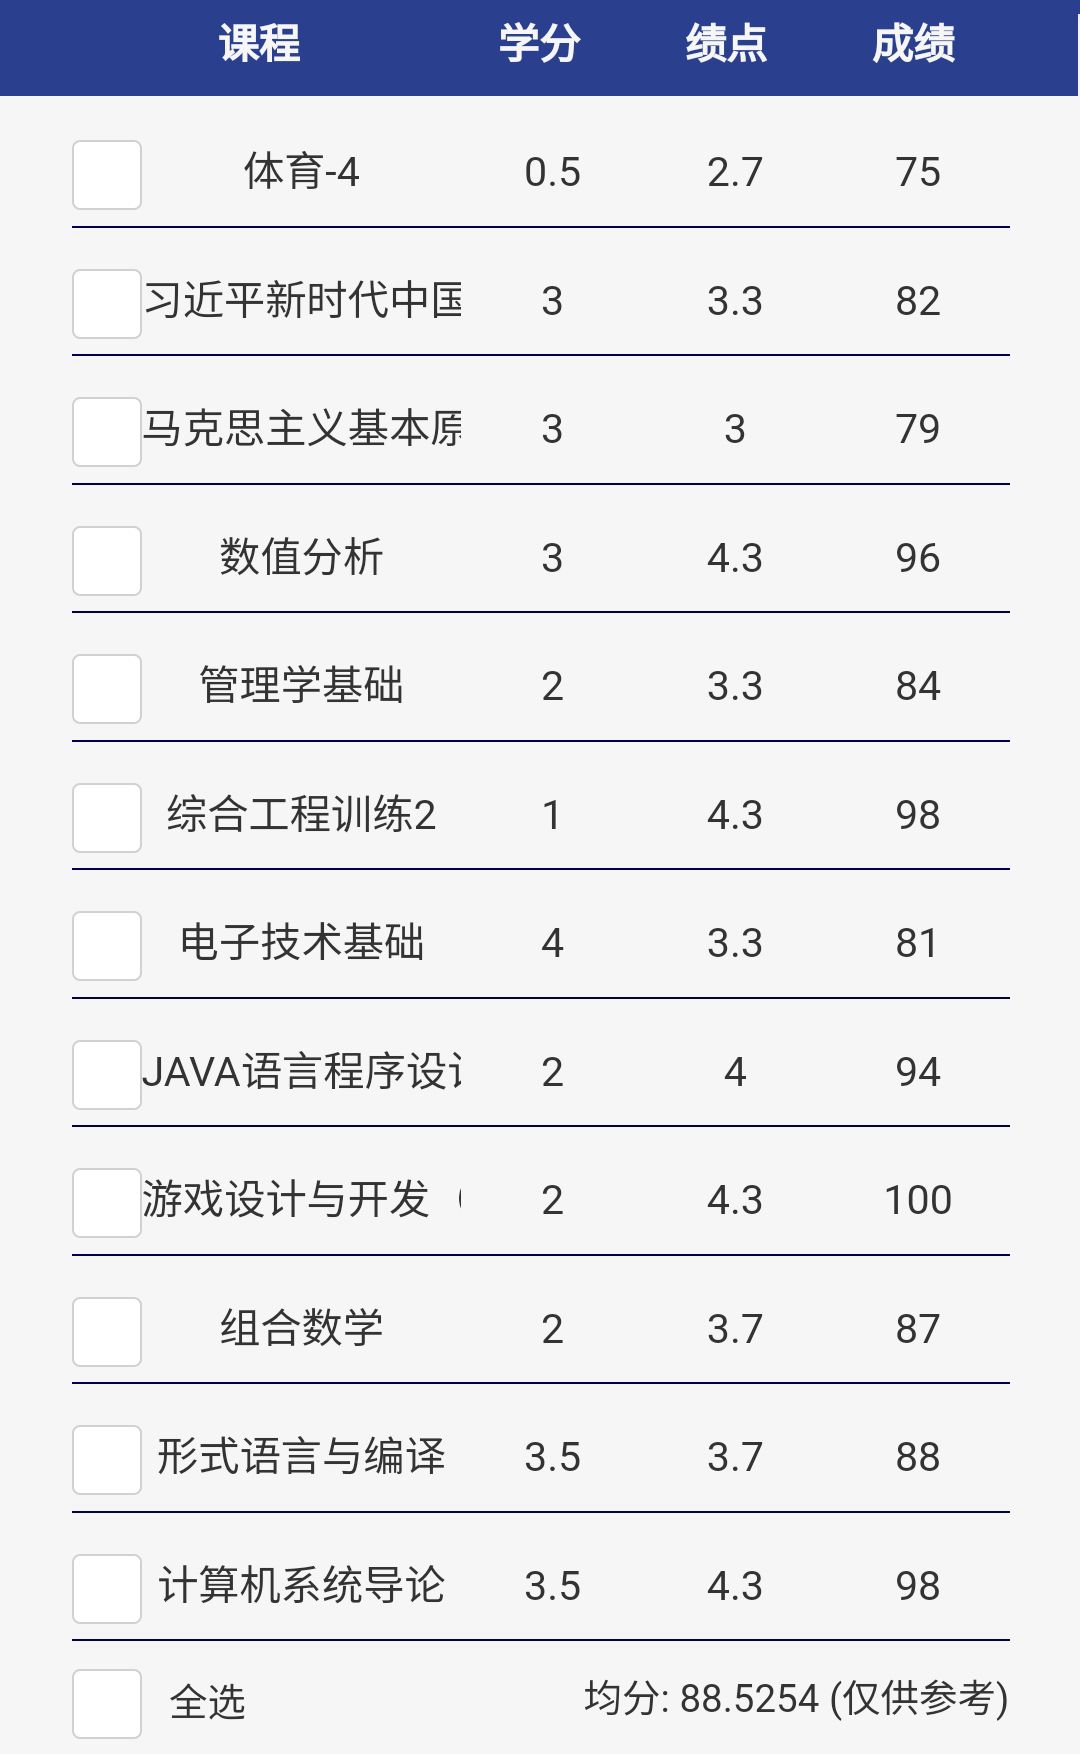 课程 学分 绩点 成绩
体育-4 0.5 2.7 75
习近平新时代中国 3 3.3 82
马克思主义基本原 3 3 79
数值分析 3 4.3 96
管理学基础 2 3.3 84
综合工程训练2 1 4.3 98
电子技术基础 4 3.3 81
JAVA语言程序设计 2 4 94
游戏设计与开发（ 2 4.3 100
组合数学 2 3.7 87
形式语言与编译 3.5 3.7 88
计算机系统导论 3.5 4.3 98
全选 均分: 88.5254 (仅供参考)